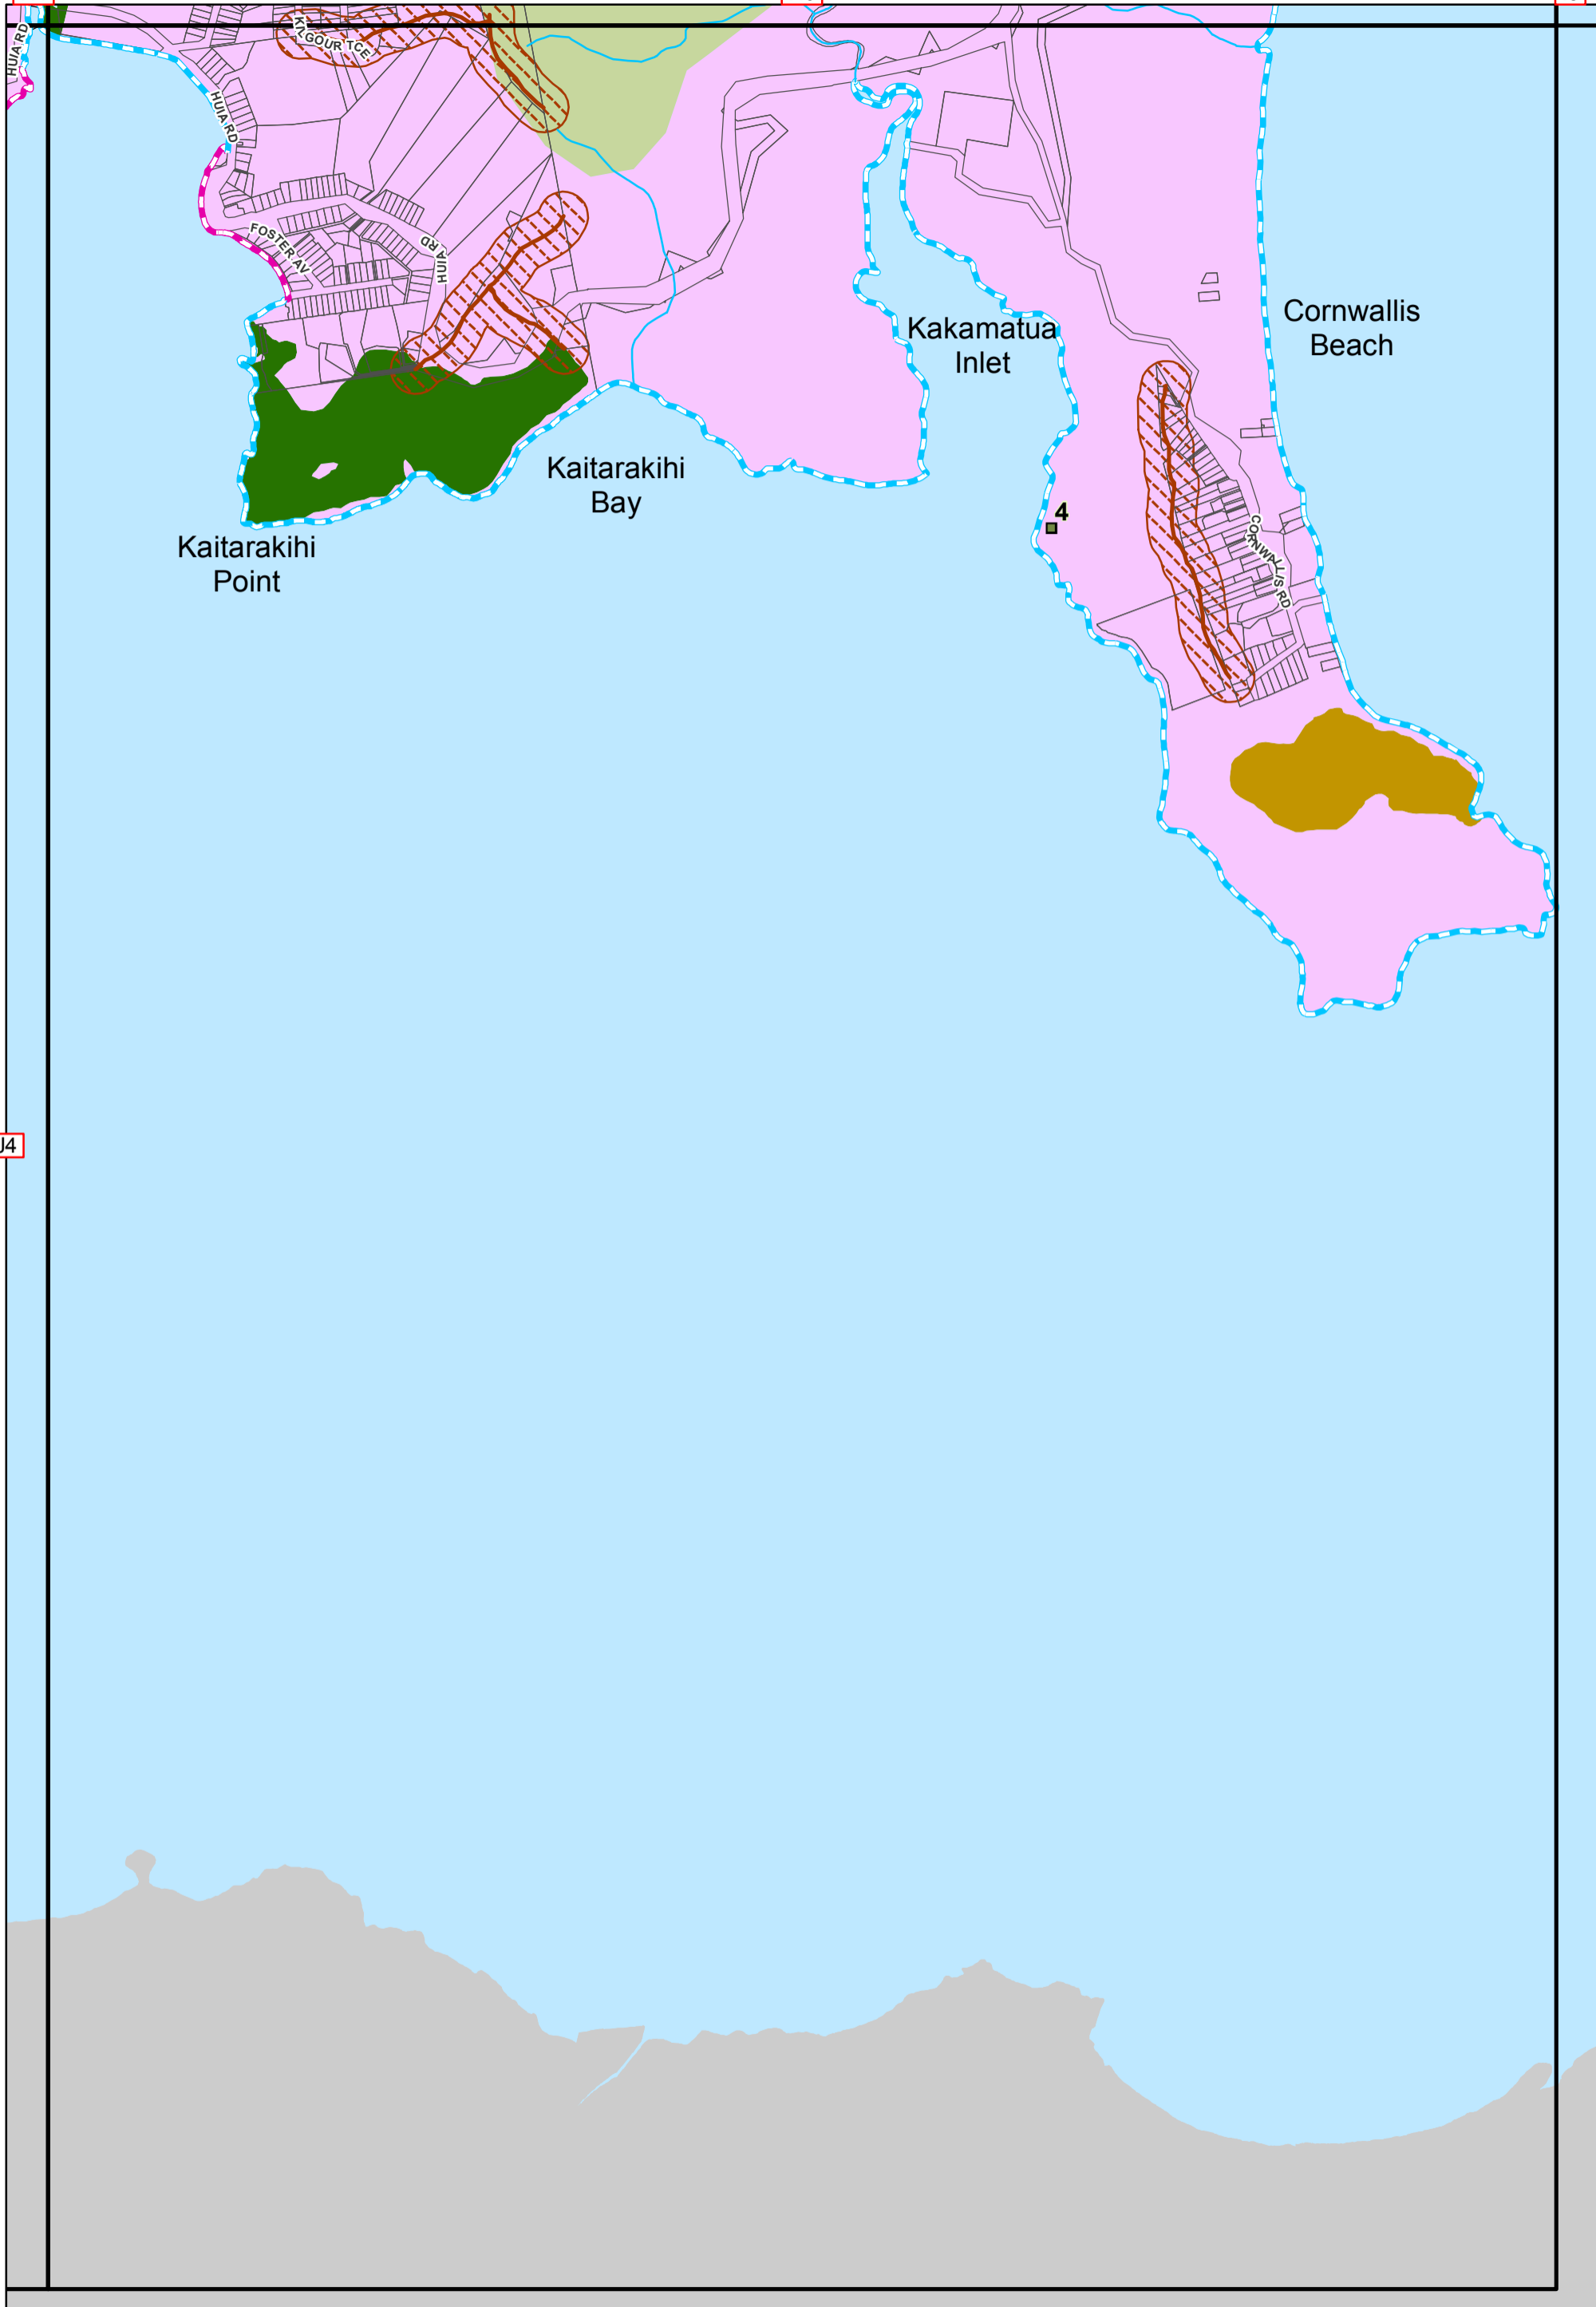 HUIA RD
KILGOUR TCE
HUIA RD
FOSTER AV
HUIA RD
Cornwallis
Beach
Kakamatua
Inlet
Kaitarakihi
Bay
4
CORNWALLIS RD
Kaitarakihi
Point
J4